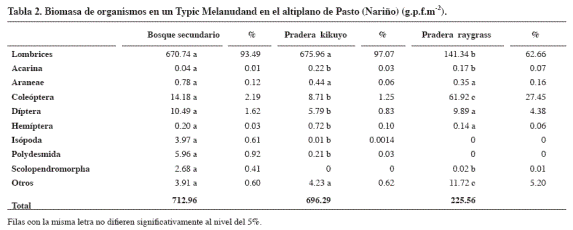 Tabla 2. Biomasa de organismos en un Typic Melanudand en el altiplano de Pasto (Nariño) (g.p.f.m-2).
Bosque secundario % Pradera kikuyo % Pradera raygrass %
Lombrices 670.74 a 93.49 675.96 a 97.07 141.34 b 62.66
Acarina 0.04 a 0.01 0.22 b 0.03 0.17 b 0.07
Araneae 0.78 a 0.12 0.44 a 0.06 0.35 a 0.16
Coleóptera 14.18 a 2.19 8.71 b 1.25 61.92 c 27.45
Díptera 10.49 a 1.62 5.79 b 0.83 9.89 a 4.38
Hemíptera 0.20 a 0.03 0.72 b 0.10 0.14 a 0.06
Isópoda 3.97 a 0.61 0.01 b 0.0014 0 0
Polydesmida 5.96 a 0.92 0.21 b 0.03 0 0
Scolopendromorpha 2.68 a 0.41 0 0 0.02 b 0.01
Otros 3.91 a 0.60 4.23 a 0.62 11.72 c 5.20
Total 712.96 696.29 225.56
Filas con la misma letra no difieren significativamente al nivel del 5%.